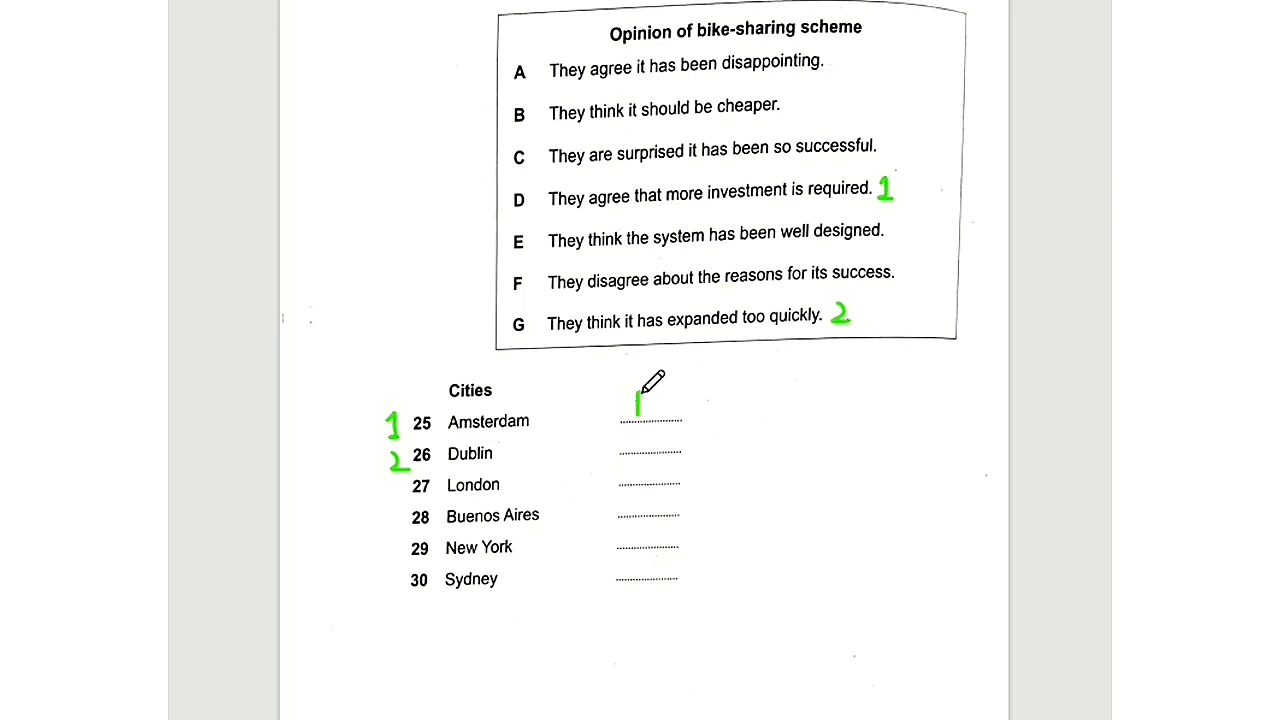 Opinion of bike-sharing scheme
A They agree it has been disappointing.
B They think it should be cheaper.
C They are surprised it has been so successful.
D They agree that more investment is required. 1
E They think the system has been well designed.
F They disagree about the reasons for its success.
G They think it has expanded too quickly. 2
Cities
1 25 Amsterdam
2 26 Dublin
27 London
28 Buenos Aires
29 New York
30 Sydney